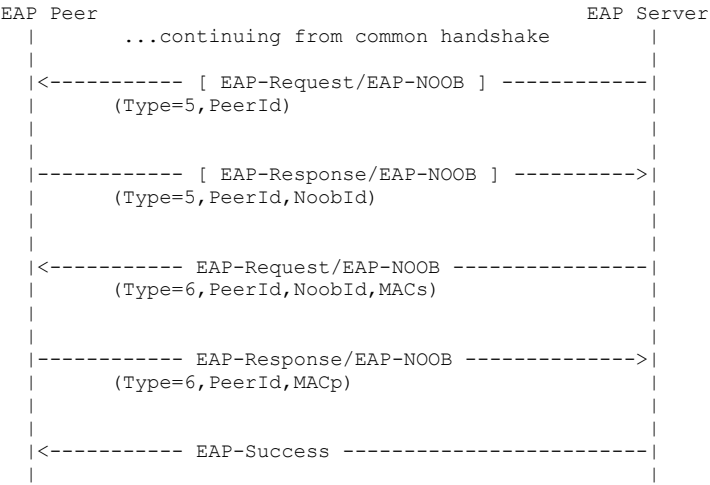 EAP Peer                                             EAP Server
  |         ...continuing from common handshake          |
  |                                                      |
  |<----------- [ EAP-Request/EAP-NOOB ] ------------|
  |        (Type=5,PeerId)                               |
  |                                                      |
  |                                                      |
  |------------ [ EAP-Response/EAP-NOOB ] ---------->|
  |        (Type=5,PeerId,NoobId)                        |
  |                                                      |
  |                                                      |
  |<----------- EAP-Request/EAP-NOOB ----------------|
  |        (Type=6,PeerId,NoobId,MACs)                   |
  |                                                      |
  |                                                      |
  |------------ EAP-Response/EAP-NOOB -------------->|
  |        (Type=6,PeerId,MACp)                          |
  |                                                      |
  |                                                      |
  |<----------- EAP-Success -------------------------|
  |                                                      |